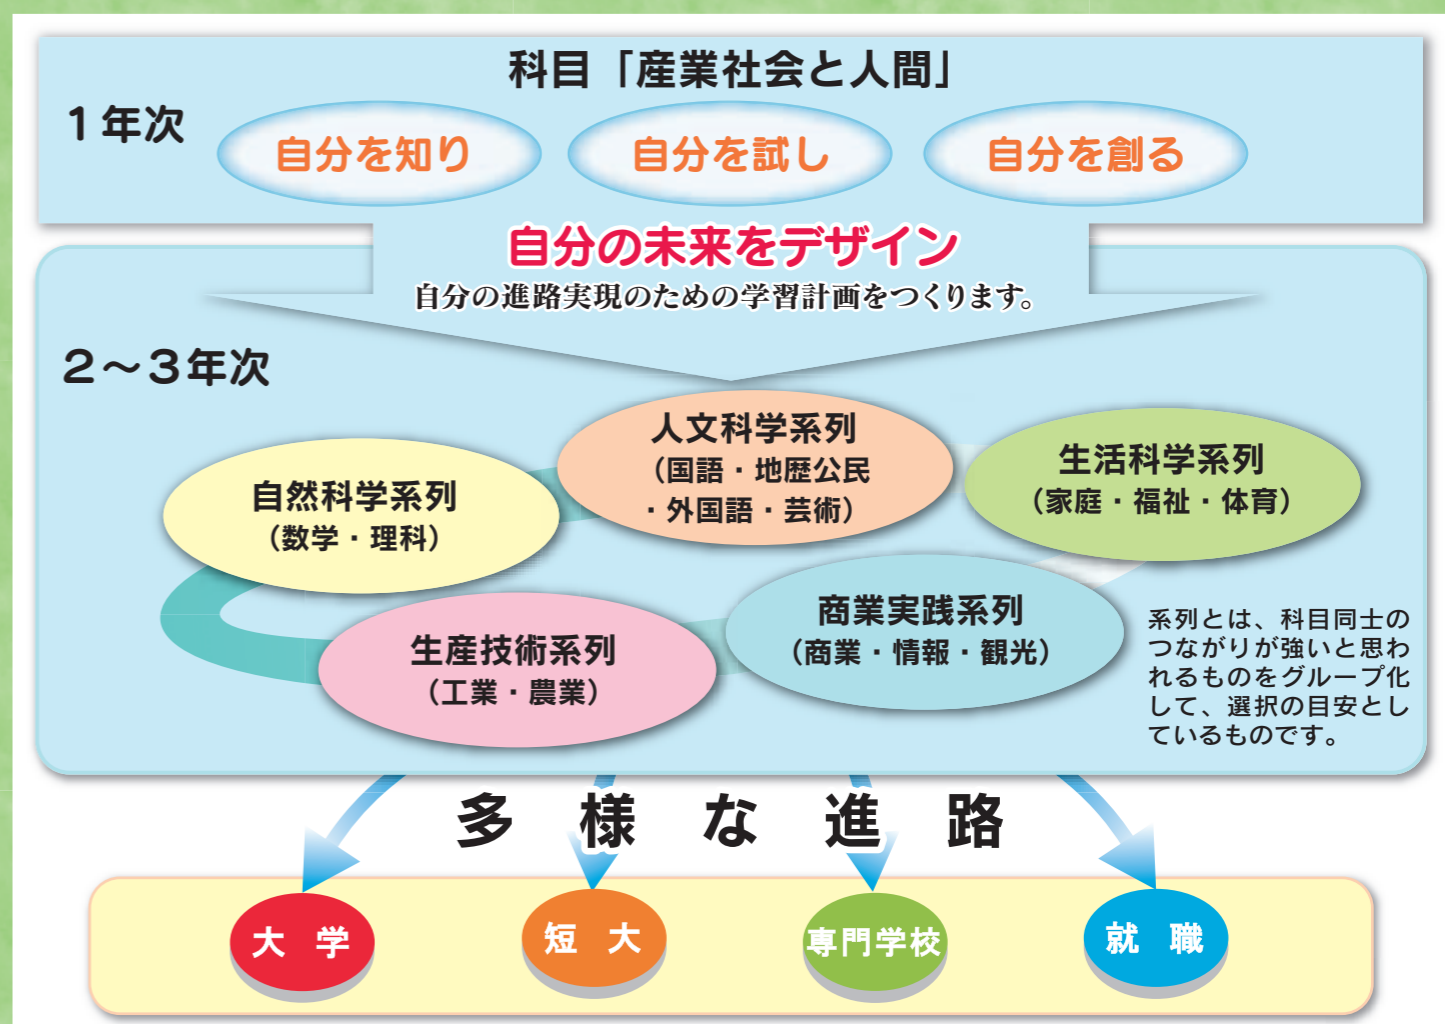 科目「産業社会と人間」
１年次
自分を知り
自分を試し
自分を創る
自分の未来をデザイン
自分の進路実現のための学習計画をつくります。
２～３年次
人文科学系列
（国語・地歴公民
・外国語・芸術）
生活科学系列
（家庭・福祉・体育）
自然科学系列
（数学・理科）
商業実践系列
（商業・情報・観光）
生産技術系列
（工業・農業）
系列とは、科目同士の
つながりが強いと思わ
れるものをグループ化
して、選択の目安とし
ているものです。
多様な進路
大学
短大
専門学校
就職